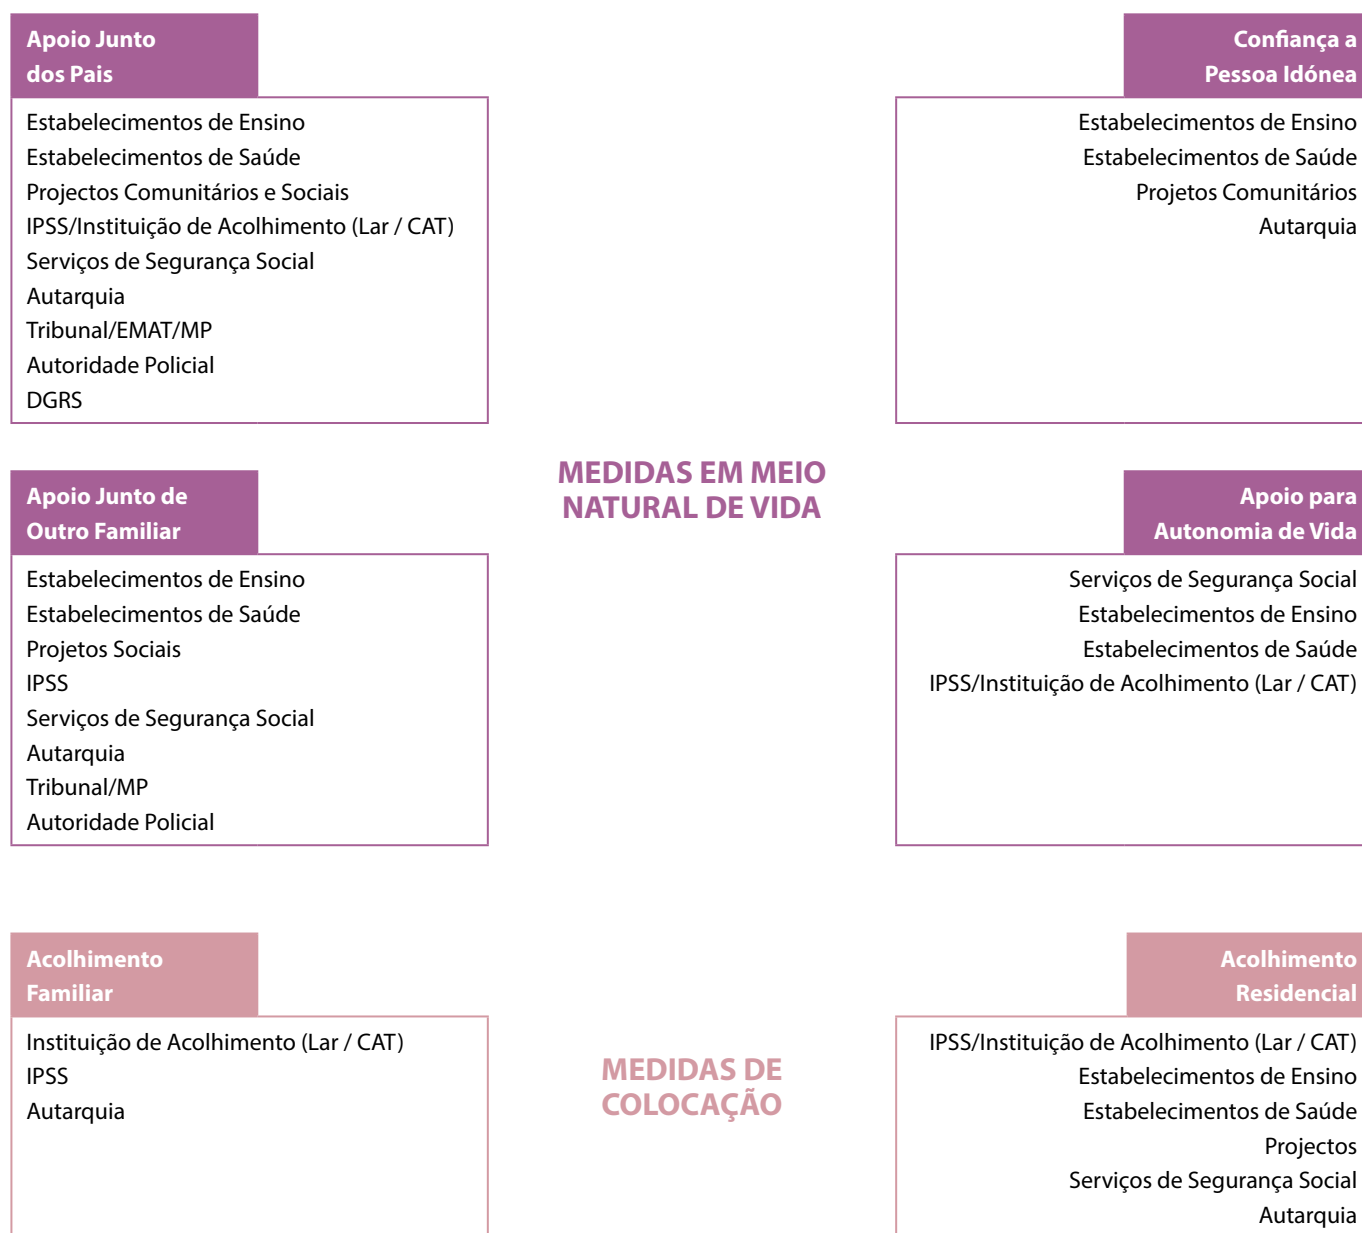 Apoio Junto
dos Pais
Estabelecimentos de Ensino
Estabelecimentos de Saúde
Projectos Comunitários e Sociais
IPSS/Instituição de Acolhimento (Lar / CAT)
Serviços de Segurança Social
Autarquia
Tribunal/EMAT/MP
Autoridade Policial
DGRS
Confiança a
Pessoa Idónea
Estabelecimentos de Ensino
Estabelecimentos de Saúde
Projetos Comunitários
Autarquia
MEDIDAS EM MEIO
NATURAL DE VIDA
Apoio Junto de
Outro Familiar
Estabelecimentos de Ensino
Estabelecimentos de Saúde
Projetos Sociais
IPSS
Serviços de Segurança Social
Autarquia
Tribunal/MP
Autoridade Policial
Apoio para
Autonomia de Vida
Serviços de Segurança Social
Estabelecimentos de Ensino
Estabelecimentos de Saúde
IPSS/Instituição de Acolhimento (Lar / CAT)
Acolhimento
Familiar
Instituição de Acolhimento (Lar / CAT)
IPSS
Autarquia
MEDIDAS DE
COLOCAÇÃO
Acolhimento
Residencial
IPSS/Instituição de Acolhimento (Lar / CAT)
Estabelecimentos de Ensino
Estabelecimentos de Saúde
Projectos
Serviços de Segurança Social
Autarquia